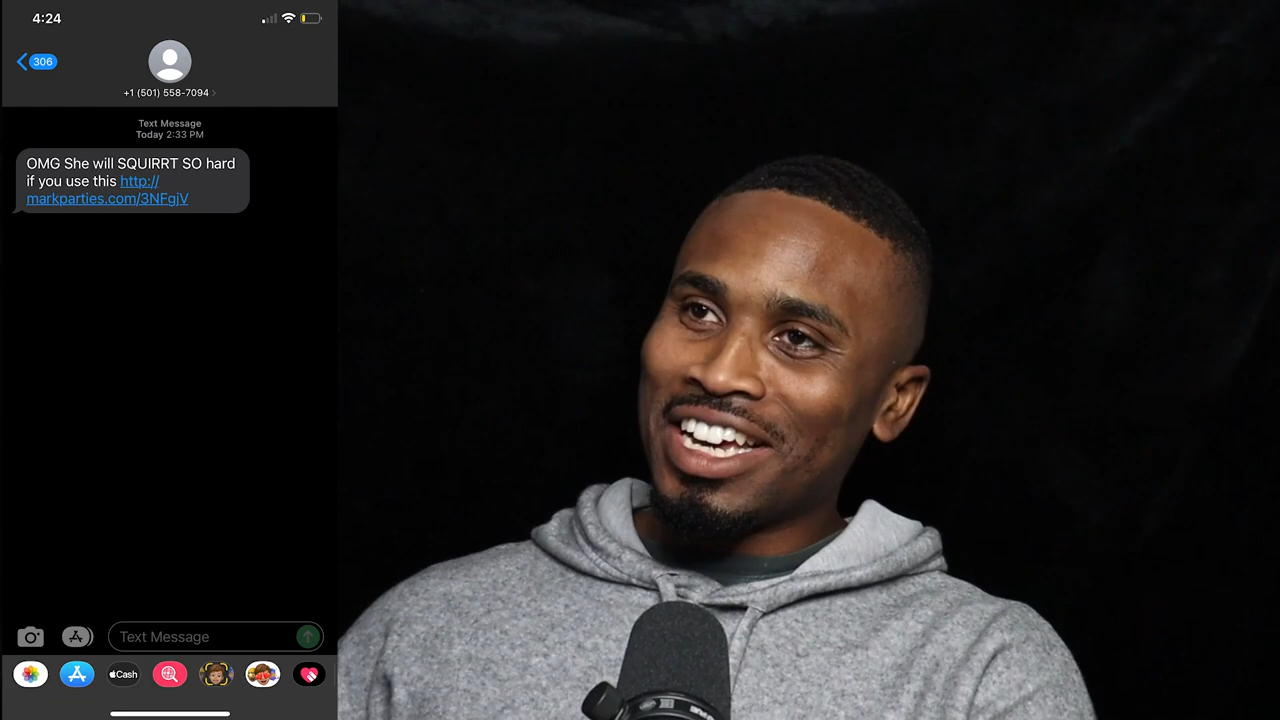 4:24
306
+1 (501) 558-7094
Text Message
Today 2:33 PM
OMG She will SQUIRRT SO hard
if you use this http://
markparties.com/3NFgjV
Text Message
Cash